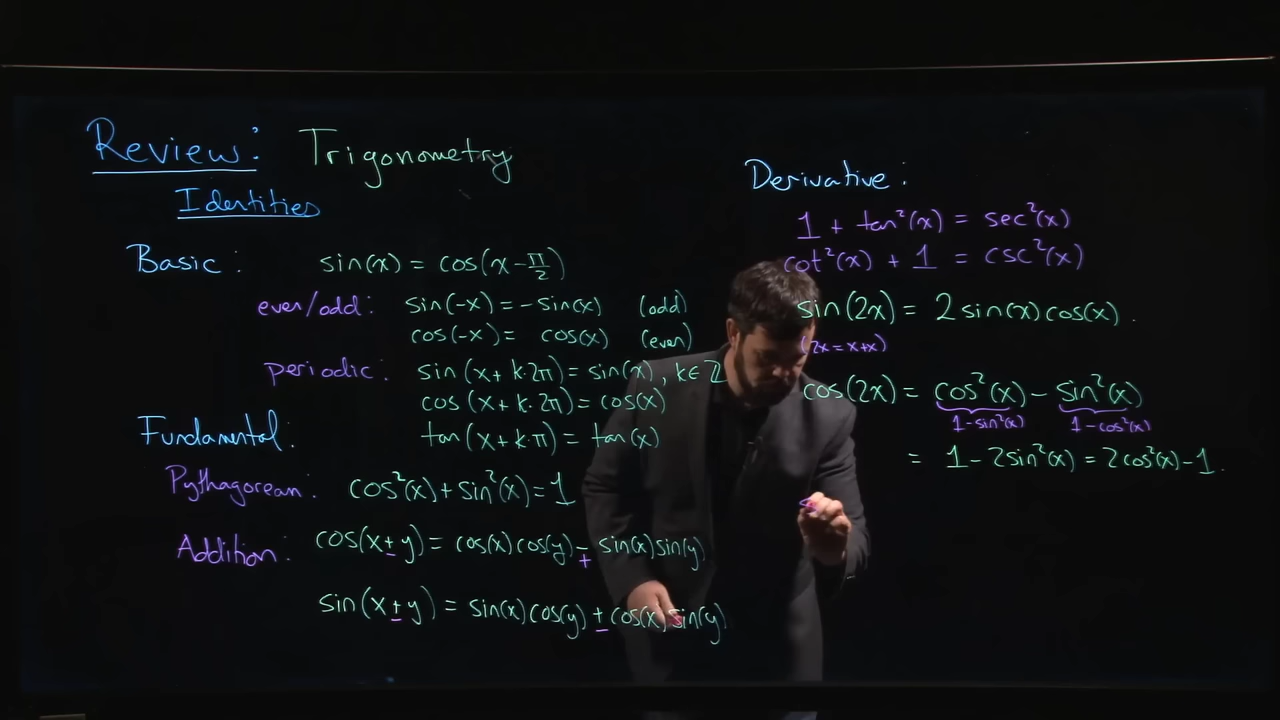 Review: Trigonometry
Identities
Basic: sin(x) = cos(x-π/2)
even/odd: sin(-x) = -sin(x) (odd)
cos(-x) = cos(x) (even)
periodic: sin(x+k·2π) = sin(x), k∈ℤ
cos(x+k·2π) = cos(x)
Fundamental: tan(x+k·π) = tan(x)
Pythagorean: cos²(x) + sin²(x) = 1
Addition: cos(x±y) = cos(x)cos(y) ∓ sin(x)sin(y)
sin(x±y) = sin(x)cos(y) ± cos(x)sin(y)
Derivative:
1 + tan²(x) = sec²(x)
cot²(x) + 1 = csc²(x)
sin(2x) = 2sin(x)cos(x).
(2x=x+x)
cos(2x) = cos²(x) - sin²(x)
1-sin²(x) 1-cos²(x)
= 1-2sin²(x) = 2cos²(x)-1.